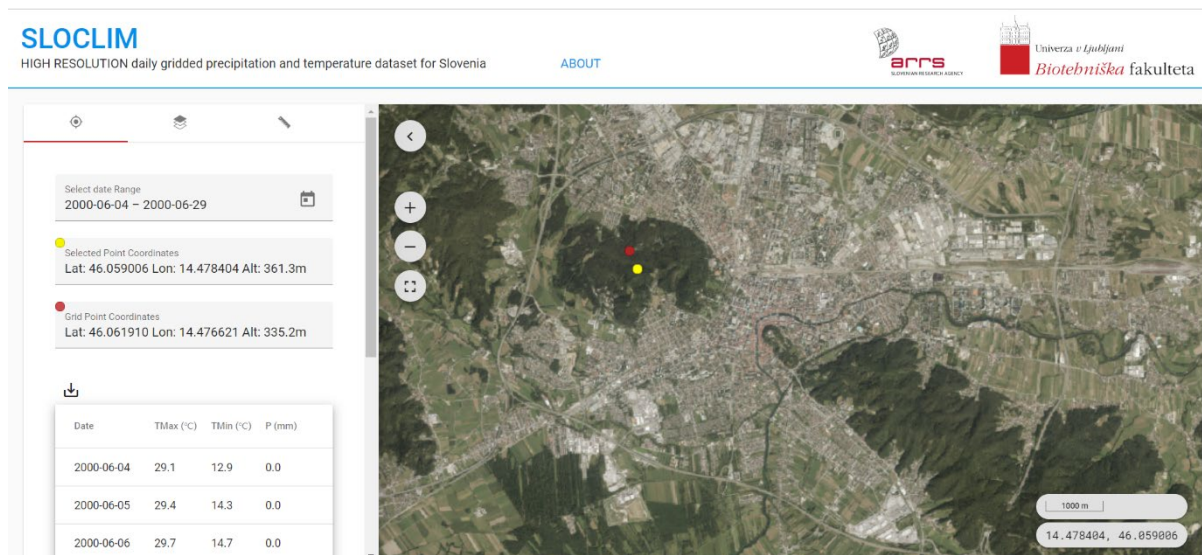 SLOCLIM
HIGH RESOLUTION daily gridded precipitation and temperature dataset for Slovenia
ABOUT
arrs
SLOVENIAN RESEARCH AGENCY
Univerza v Ljubljani
Biotehniška fakulteta
Select date Range
2000-06-04 – 2000-06-29
Selected Point Coordinates
Lat: 46.059006 Lon: 14.478404 Alt: 361.3m
Grid Point Coordinates
Lat: 46.061910 Lon: 14.476621 Alt: 335.2m
Date TMax (°C) TMin (°C) P (mm)
2000-06-04 29.1 12.9 0.0
2000-06-05 29.4 14.3 0.0
2000-06-06 29.7 14.7 0.0
1000 m
14.478404, 46.059006